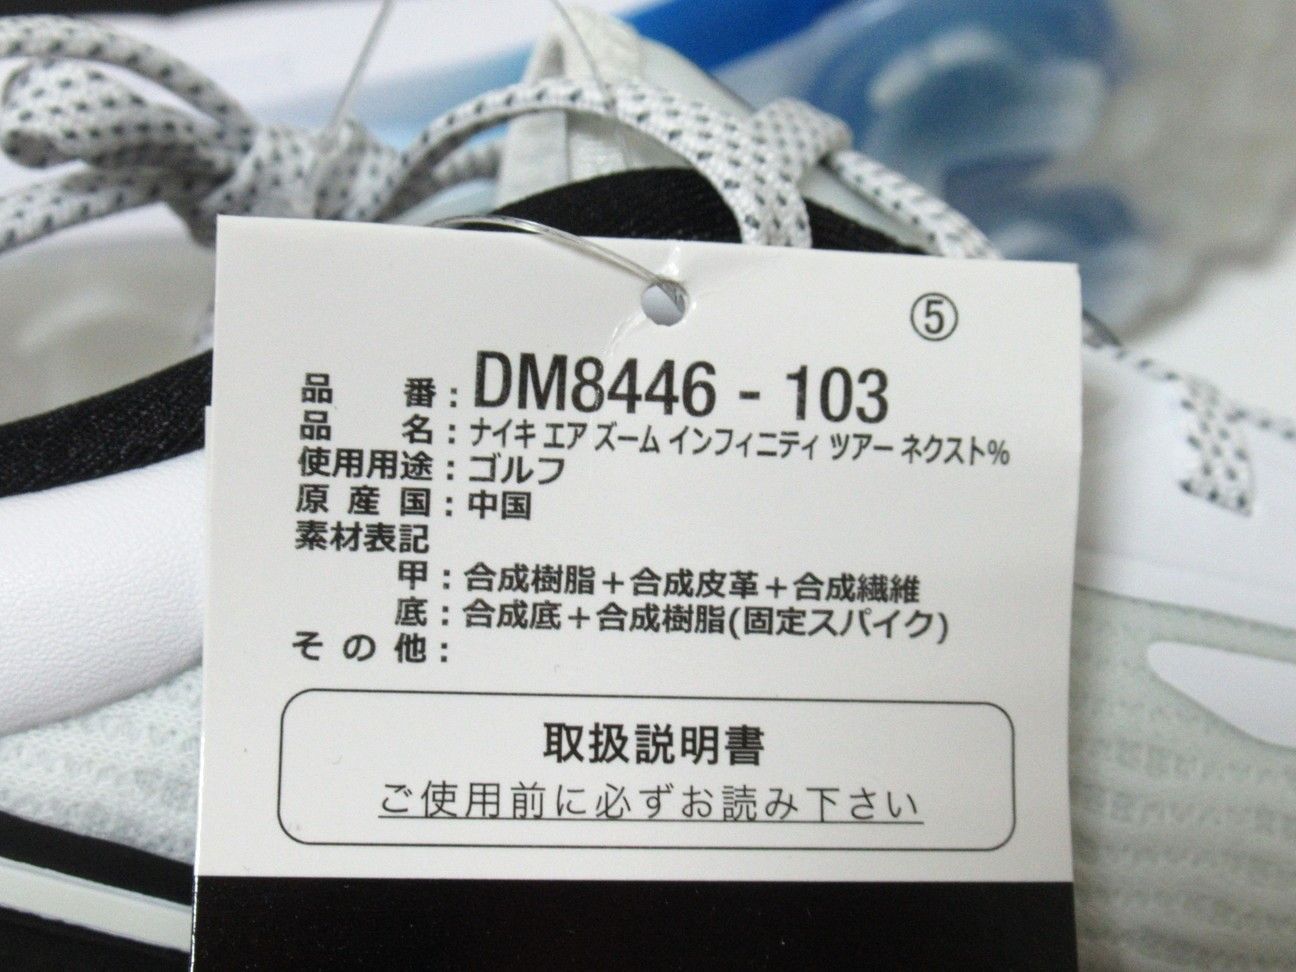 ⑤
品番：DM8446 - 103
品名：ナイキ エア ズーム インフィニティ ツアー ネクスト%
使用用途：ゴルフ
原産国：中国
素材表記
甲：合成樹脂＋合成皮革＋合成繊維
底：合成底＋合成樹脂(固定スパイク)
その他：
取扱説明書
ご使用前に必ずお読み下さい